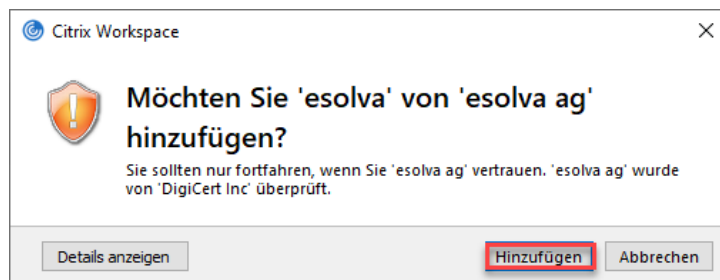 Citrix Workspace
Möchten Sie 'esolva' von 'esolva ag'
hinzufügen?
Sie sollten nur fortfahren, wenn Sie 'esolva ag' vertrauen. 'esolva ag' wurde
von 'DigiCert Inc' überprüft.
Details anzeigen Hinzufügen Abbrechen